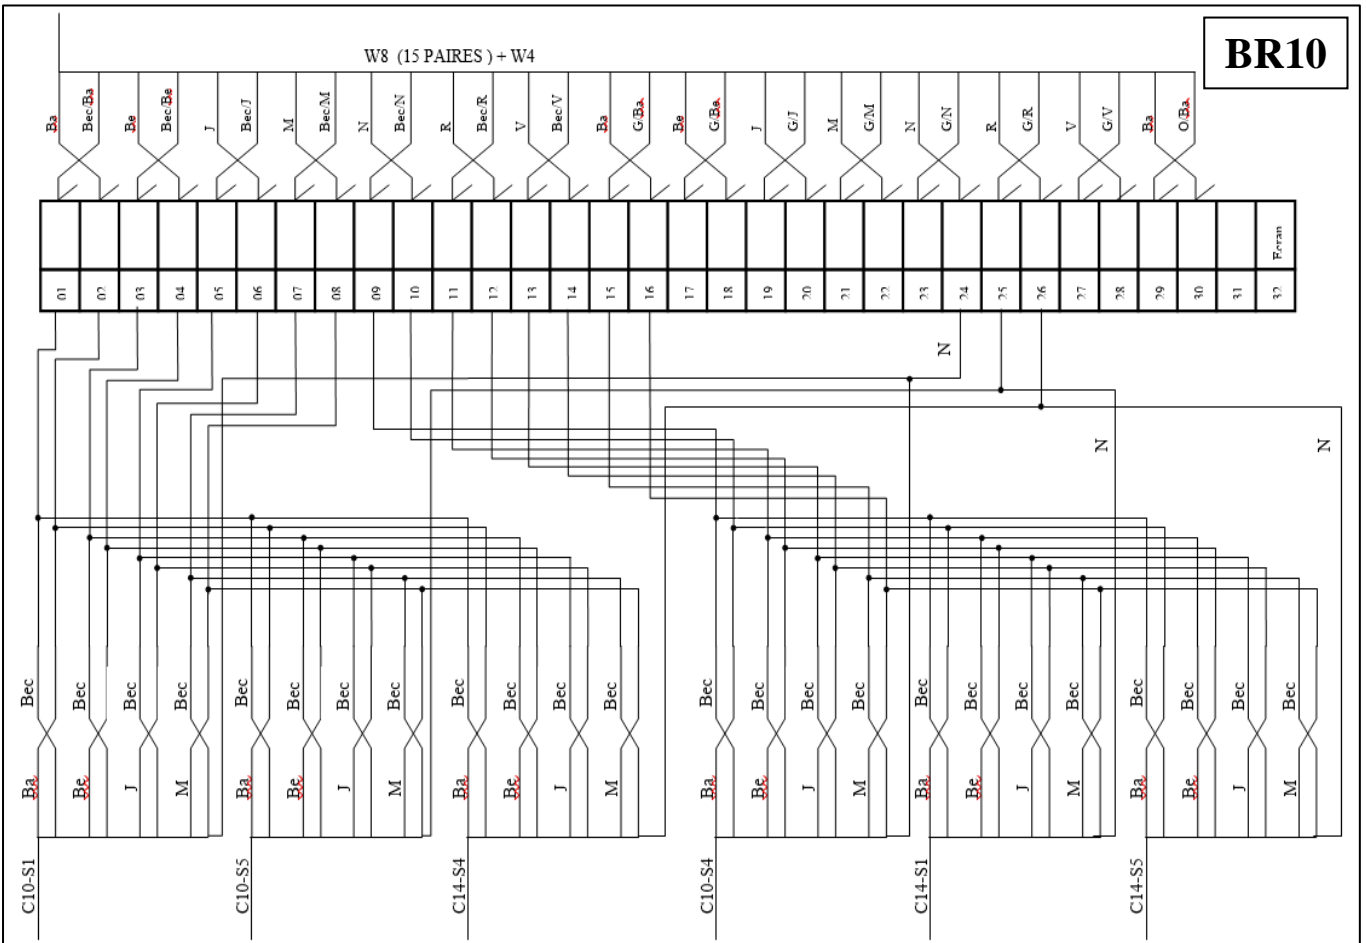 BR10
W8 (15 PAIRES ) + W4
Ba Bec/Ba Be Bec/Be J Bec/J M Bec/M N Bec/N R Bec/R V Bec/V Ba G/Ba Be G/Be J G/J M G/M N G/N R G/R V G/V Ba O/Ba
Ecran
01 02 03 04 05 06 07 08 09 10 11 12 13 14 15 16 17 18 19 20 21 22 23 24 25 26 27 28 29 30 31 32
N
N N
Bec Bec Bec Bec Bec Bec Bec Bec Bec Bec Bec Bec Bec Bec Bec Bec Bec Bec Bec Bec Bec Bec Bec Bec
Ba Be J M Ba Be J M Ba Be J M Ba Be J M Ba Be J M Ba Be J M
C10-S1 C10-S5 C14-S4 C10-S4 C14-S1 C14-S5